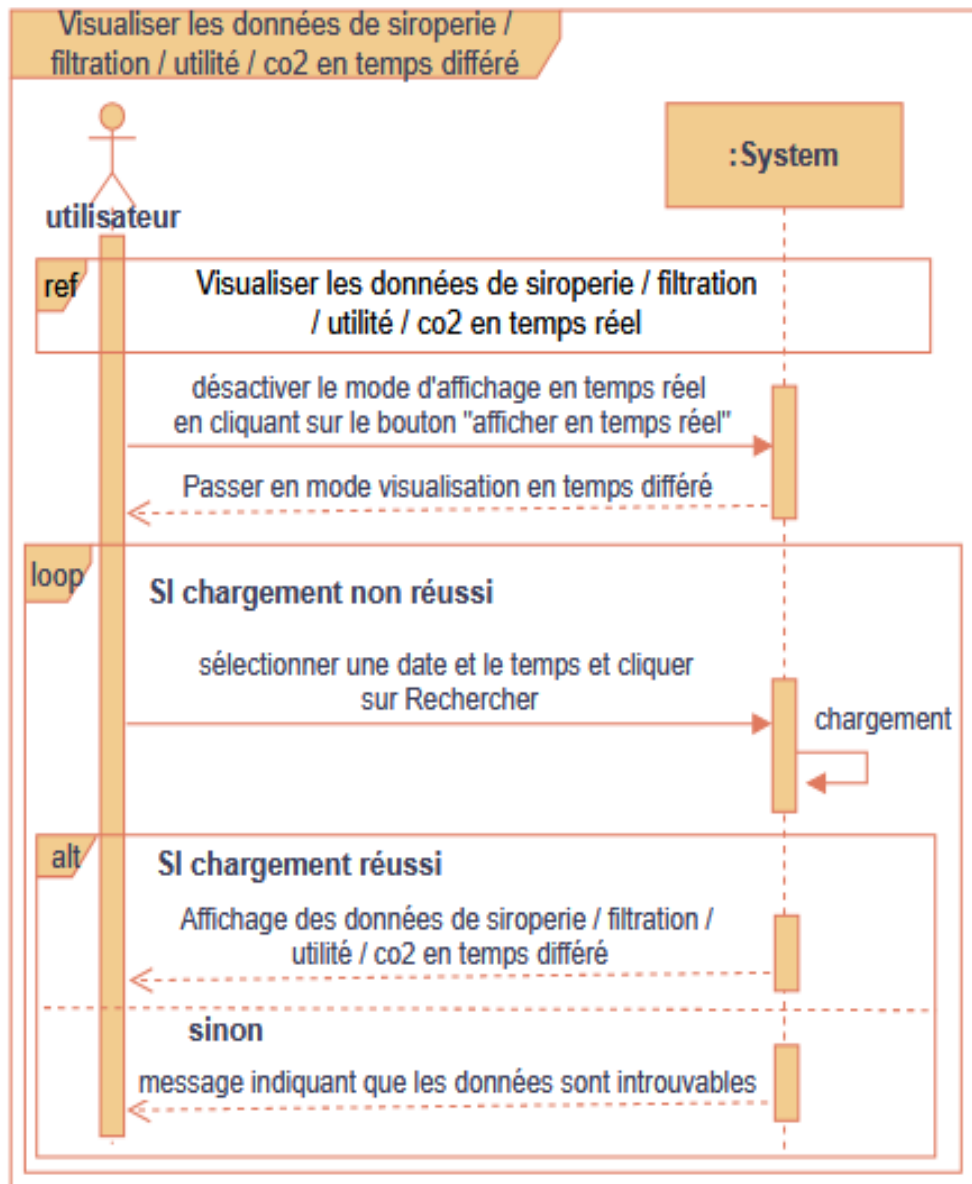 Visualiser les données de siroperie /
filtration / utilité / co2 en temps différé
:System
utilisateur
ref
Visualiser les données de siroperie / filtration
/ utilité / co2 en temps réel
désactiver le mode d'affichage en temps réel
en cliquant sur le bouton "afficher en temps réel"
Passer en mode visualisation en temps différé
loop
SI chargement non réussi
sélectionner une date et le temps et cliquer
sur Rechercher
chargement
alt
SI chargement réussi
Affichage des données de siroperie / filtration /
utilité / co2 en temps différé
sinon
message indiquant que les données sont introuvables